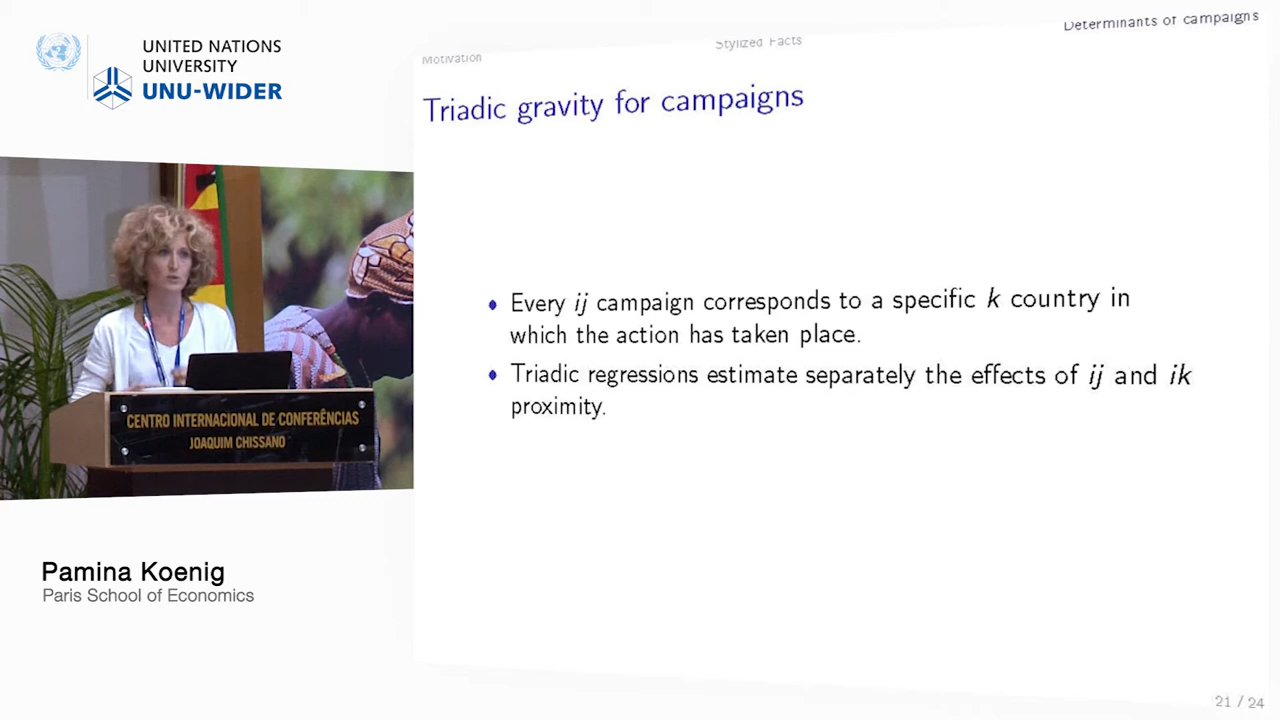 UNITED NATIONS
UNIVERSITY
UNU-WIDER
Motivation
Stylized Facts
Determinants of campaigns
Triadic gravity for campaigns
• Every ij campaign corresponds to a specific k country in
which the action has taken place.
• Triadic regressions estimate separately the effects of ij and ik
proximity.
CENTRO INTERNACIONAL DE CONFERÊNCIAS
JOAQUIM CHISSANO
Pamina Koenig
Paris School of Economics
21 / 24